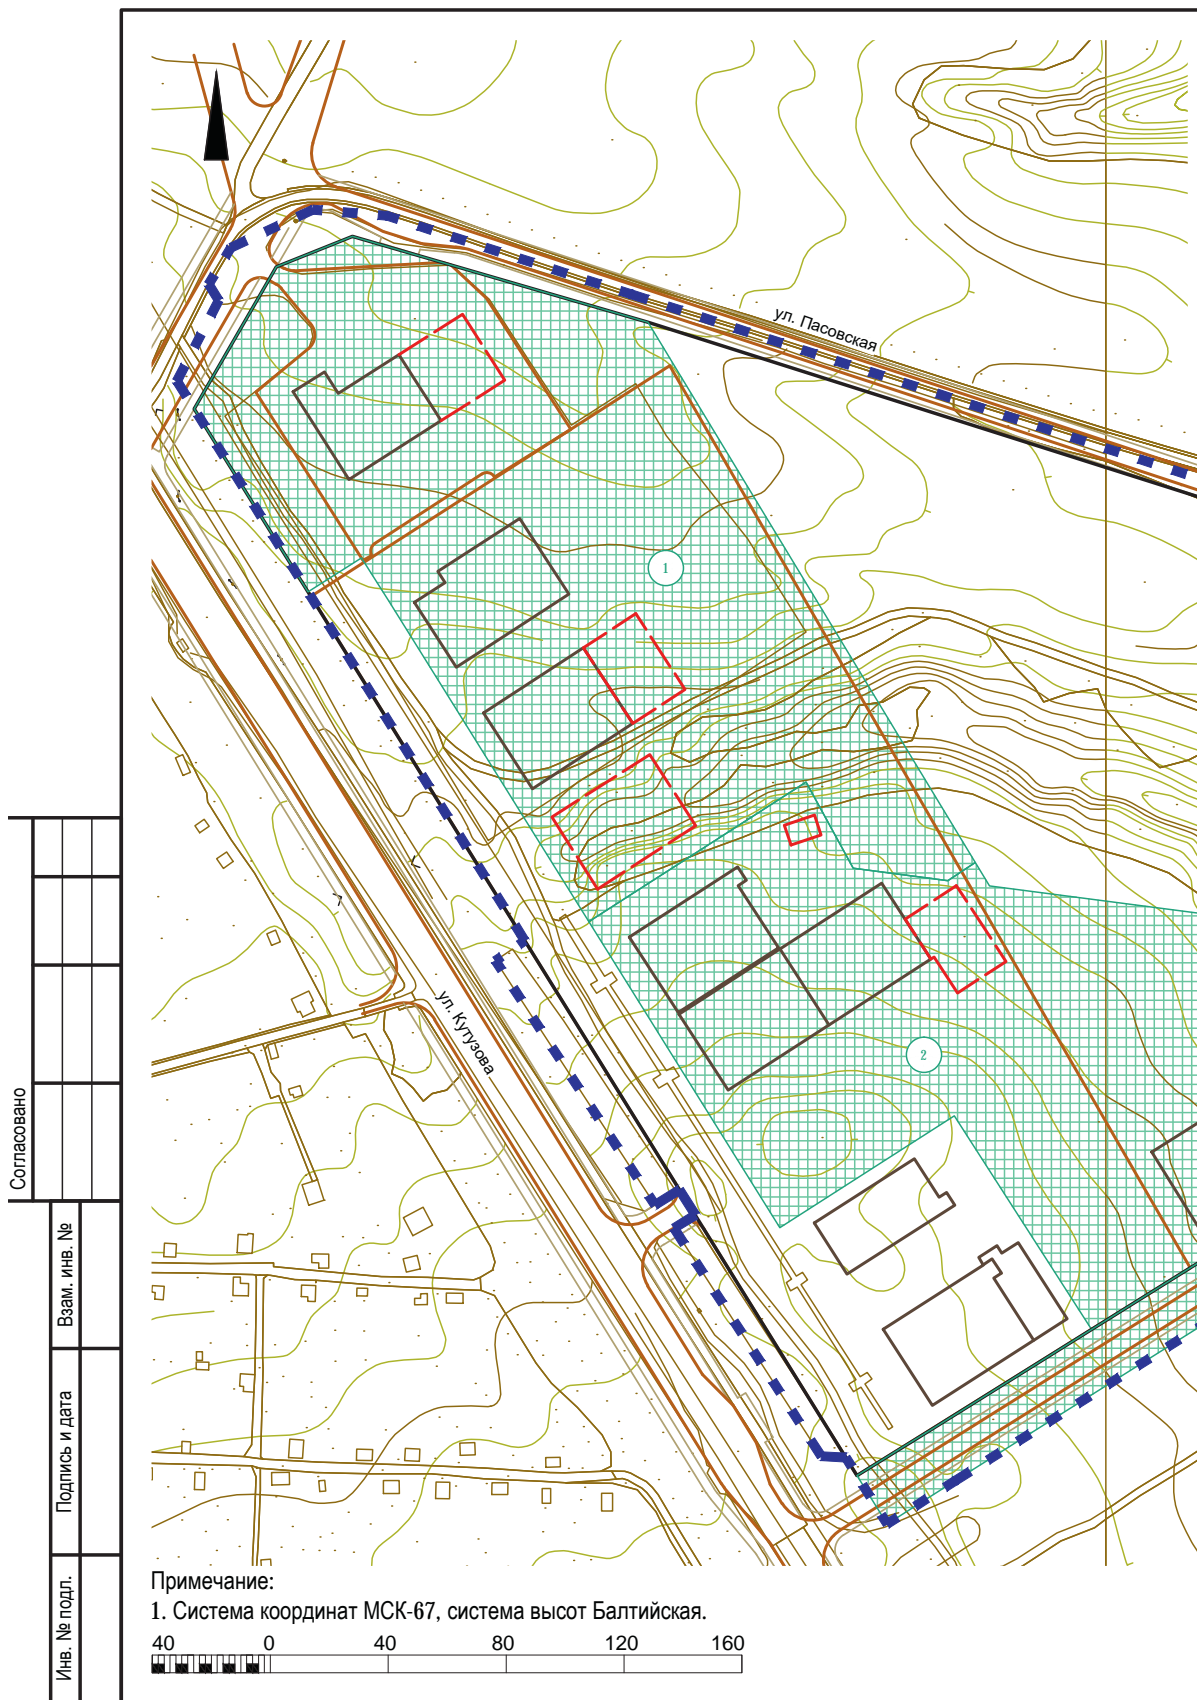 ул. Пасовская
1
ул. Кутузова
2
Согласовано
Взам. инв. №
Подпись и дата
Инв. № подл.
Примечание:
1. Система координат МСК-67, система высот Балтийская.
40 0 40 80 120 160